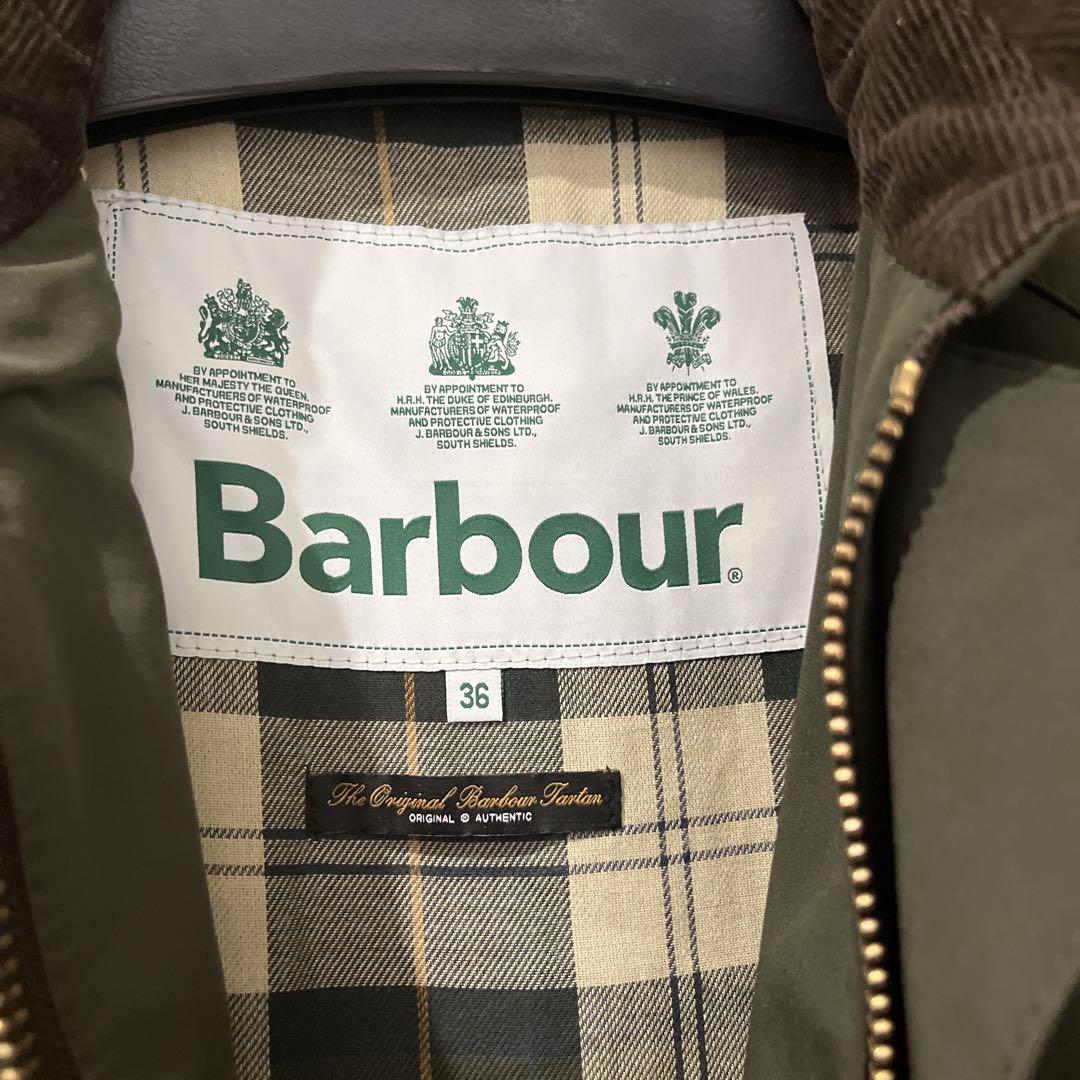 BY APPOINTMENT TO
HER MAJESTY THE QUEEN.
MANUFACTURERS OF WATERPROOF
AND PROTECTIVE CLOTHING
J. BARBOUR & SONS LTD.,
SOUTH SHIELDS.
BY APPOINTMENT TO
H.R.H. THE DUKE OF EDINBURGH.
MANUFACTURERS OF WATERPROOF
AND PROTECTIVE CLOTHING
J. BARBOUR & SONS LTD.,
SOUTH SHIELDS.
BY APPOINTMENT TO
H.R.H. THE PRINCE OF WALES.
MANUFACTURERS OF WATERPROOF
AND PROTECTIVE CLOTHING
J. BARBOUR & SONS LTD.,
SOUTH SHIELDS.
Barbour®
36
The Original Barbour Tartan
ORIGINAL & AUTHENTIC